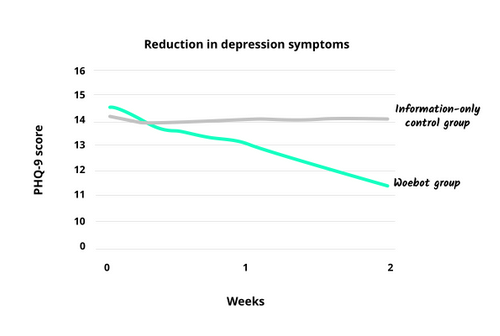 Reduction in depression symptoms
16
15
14
13
12
11
10
0
PHQ-9 score
Information-only
control group
Woebot group
0 1 2
Weeks